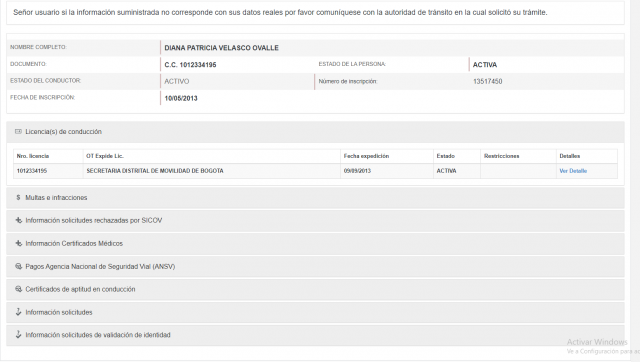 Señor usuario si la información suministrada no corresponde con sus datos reales por favor comuníquese con la autoridad de tránsito en la cual solicitó su trámite.
NOMBRE COMPLETO: DIANA PATRICIA VELASCO OVALLE
DOCUMENTO C.C. 1012334195 ESTADO DE LA PERSONA: ACTIVA
ESTADO DEL CONDUCTOR: ACTIVO Número de inscripción: 13517450
FECHA DE INSCRIPCIÓN: 10/05/2013
Licencia(s) de conducción
Nro. licencia OT Expide Lic. Fecha expedición Estado Restricciones Detalles
1012334195 SECRETARIA DISTRITAL DE MOVILIDAD DE BOGOTA 09/09/2013 ACTIVA Ver Detalle
$ Multas e infracciones
Información solicitudes rechazadas por SICOV
Información Certificados Médicos
Pagos Agencia Nacional de Seguridad Vial (ANSV)
Certificados de aptitud en conducción
Información solicitudes
Información solicitudes de validación de identidad
Activar Windows
Ve a Configuración para ac